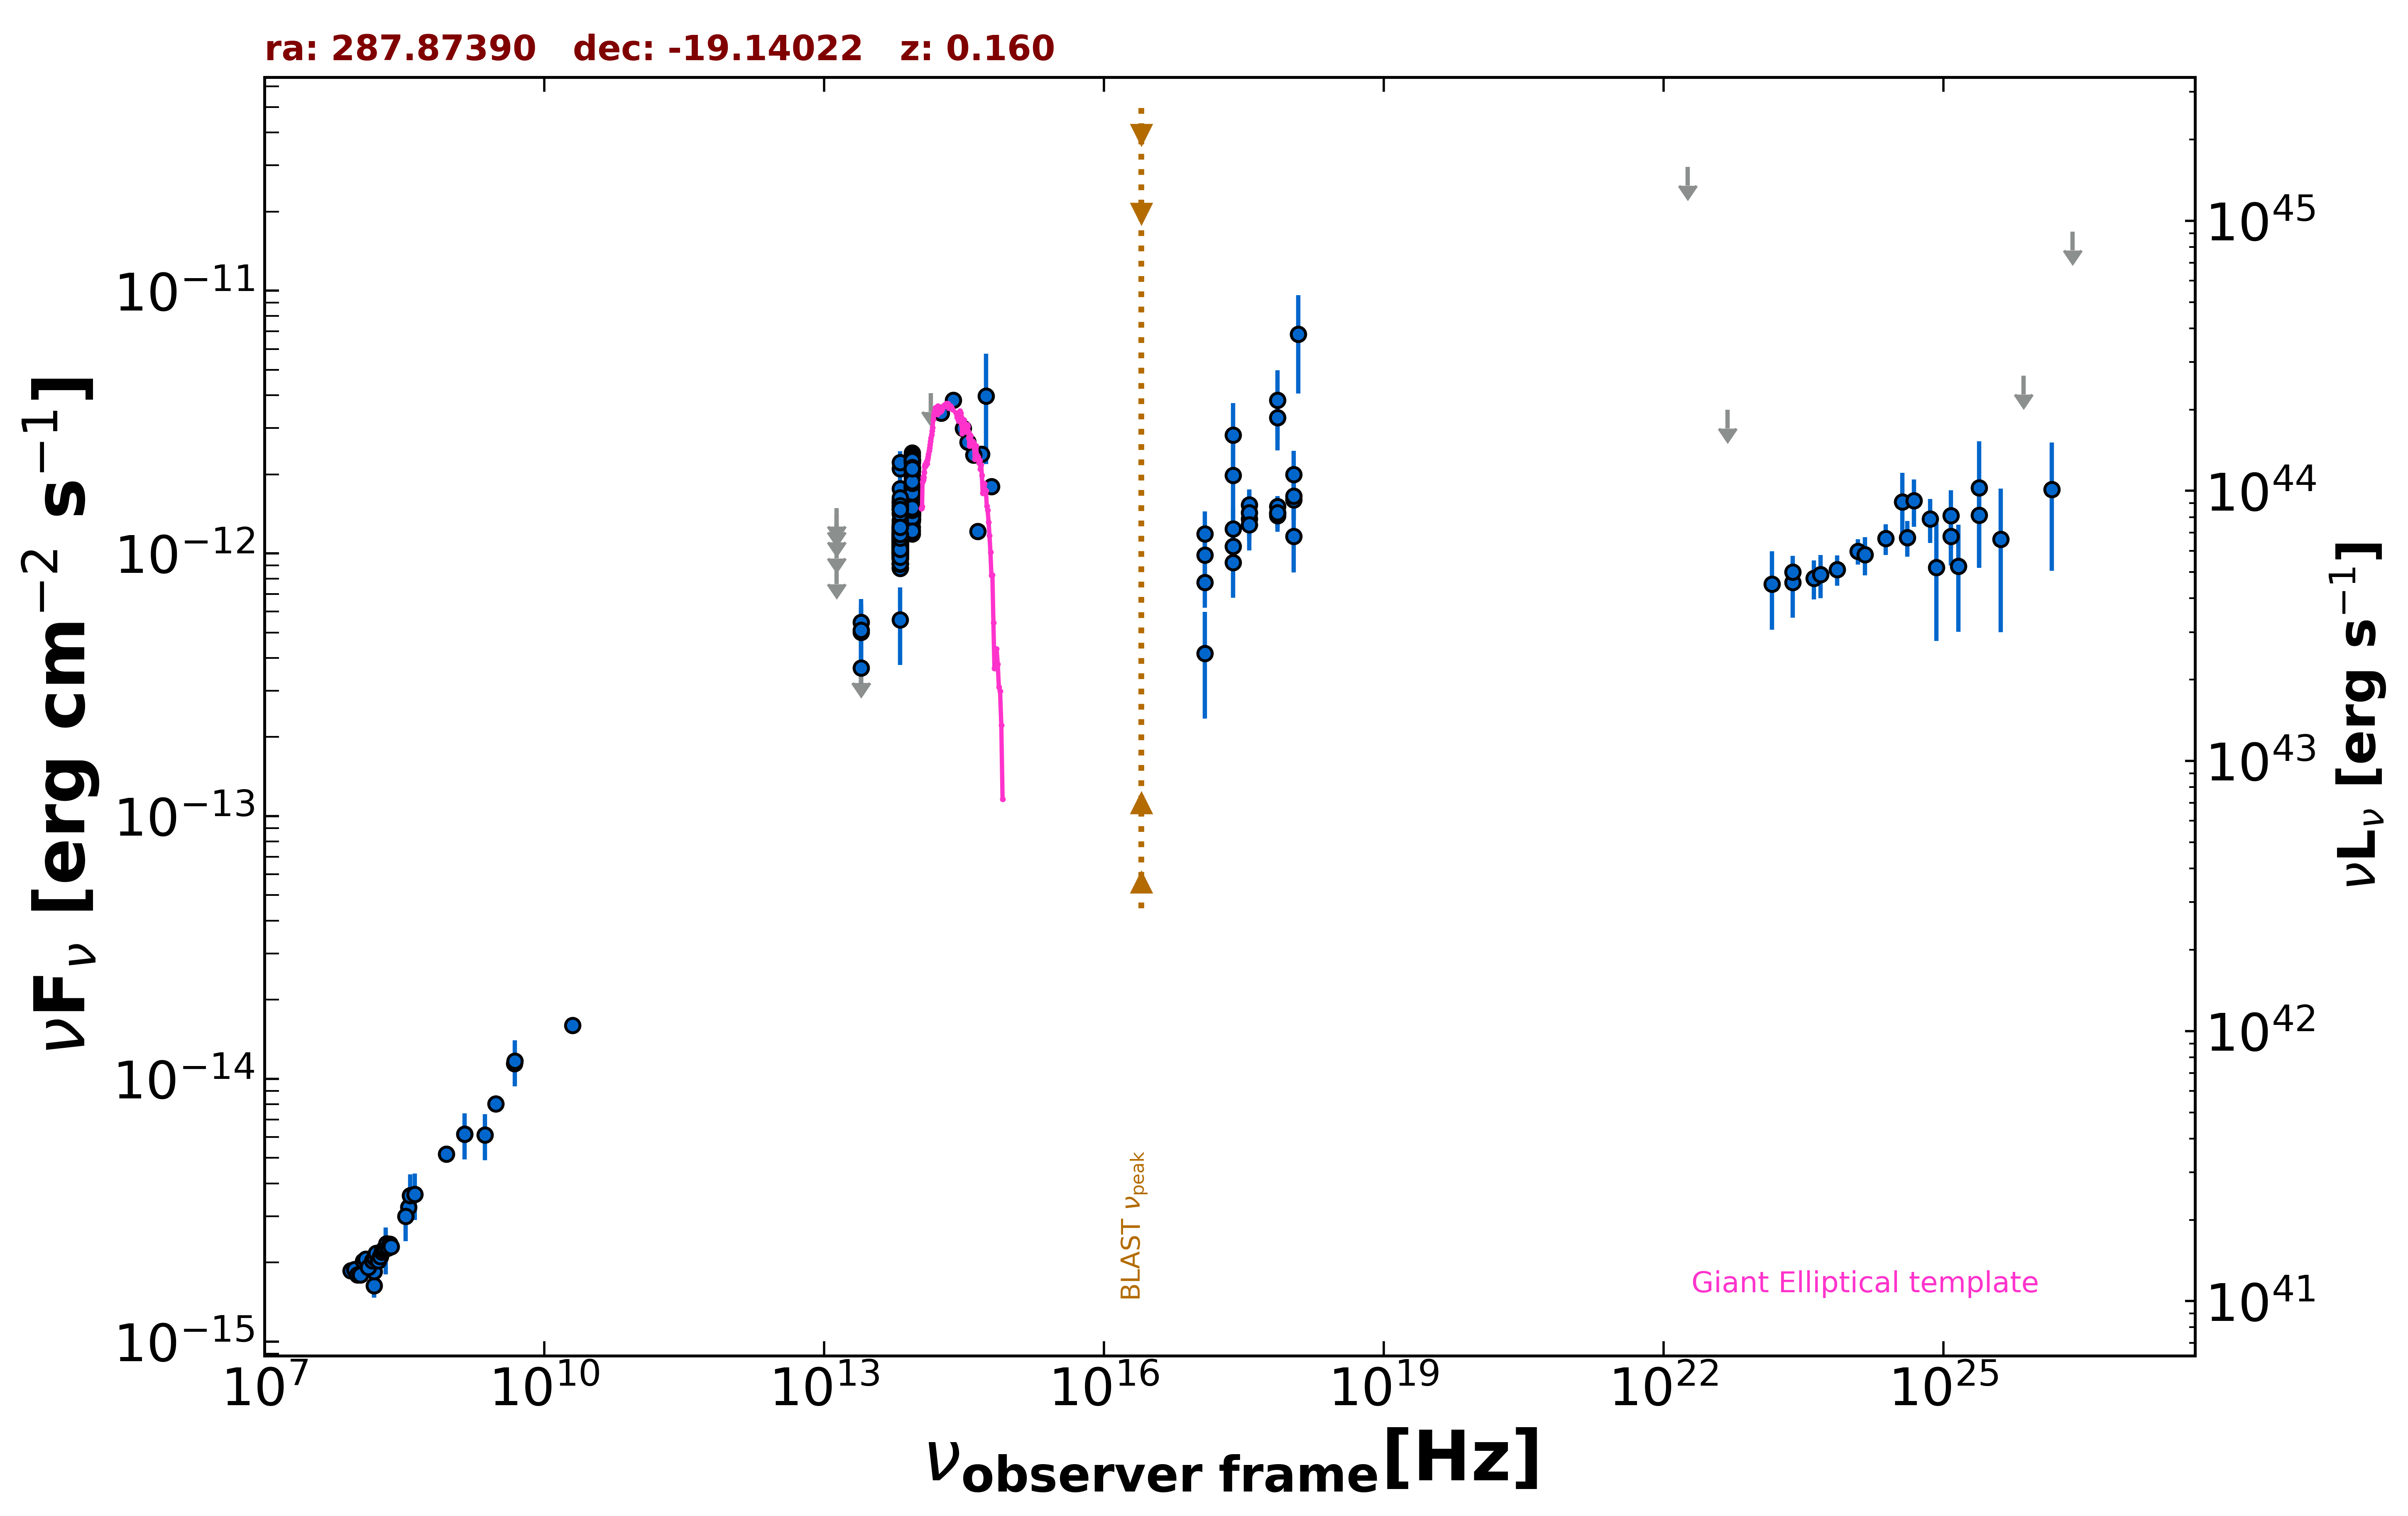 ra: 287.87390 dec: -19.14022 z: 0.160
νF_ν [erg cm^−2 s^−1]
10^−11
10^−12
10^−13
10^−14
10^−15
10^45
10^44
10^43
10^42
10^41
νL_ν [erg s^−1]
BLAST ν_peak
Giant Elliptical template
10^7 10^10 10^13 10^16 10^19 10^22 10^25
ν_observer frame [Hz]